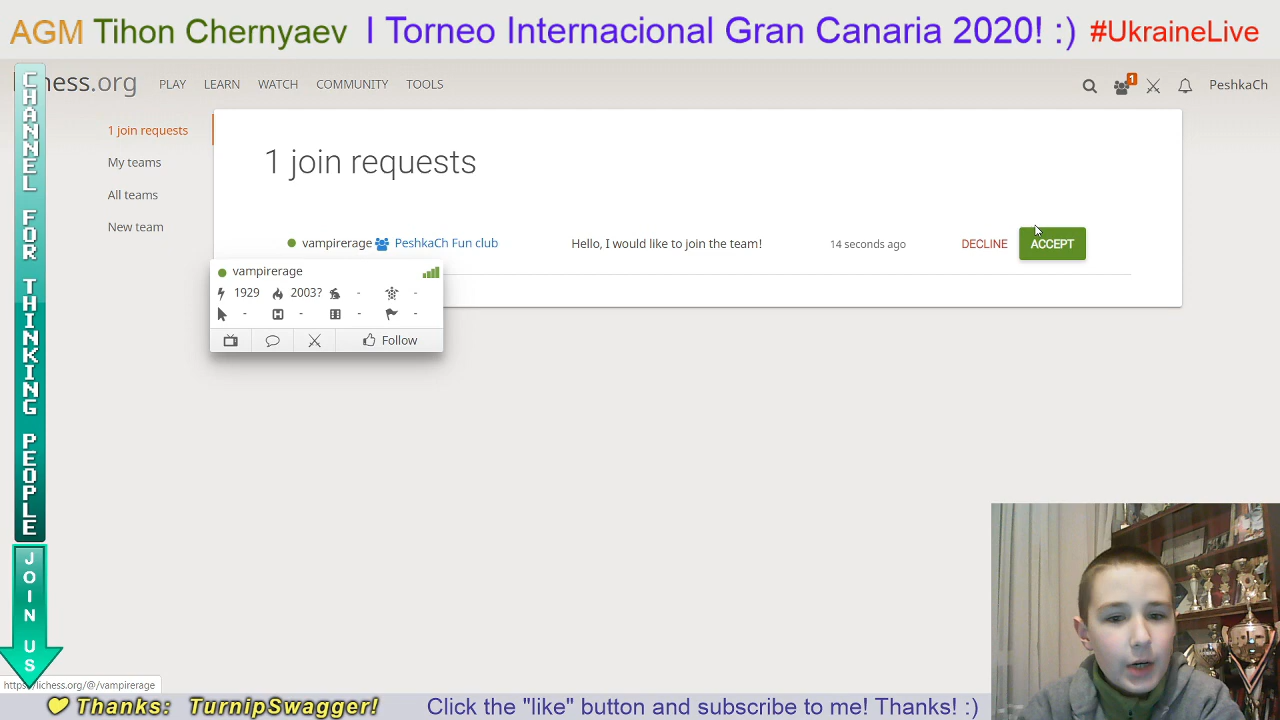 AGM Tihon Chernyaev I Torneo Internacional Gran Canaria 2020! :) #UkraineLive
hess.org PLAY LEARN WATCH COMMUNITY TOOLS 1 PeshkaCh
1 join requests
My teams
All teams
New team
1 join requests
vampirerage PeshkaCh Fun club Hello, I would like to join the team! 14 seconds ago DECLINE ACCEPT
vampirerage
1929 2003? - -
- - - -
Follow
CHANNEL FOR THINKING PEOPLE
JOIN US
https://lichess.org/@/vampirerage
Thanks: TurnipSwagger! Click the "like" button and subscribe to me! Thanks! :)